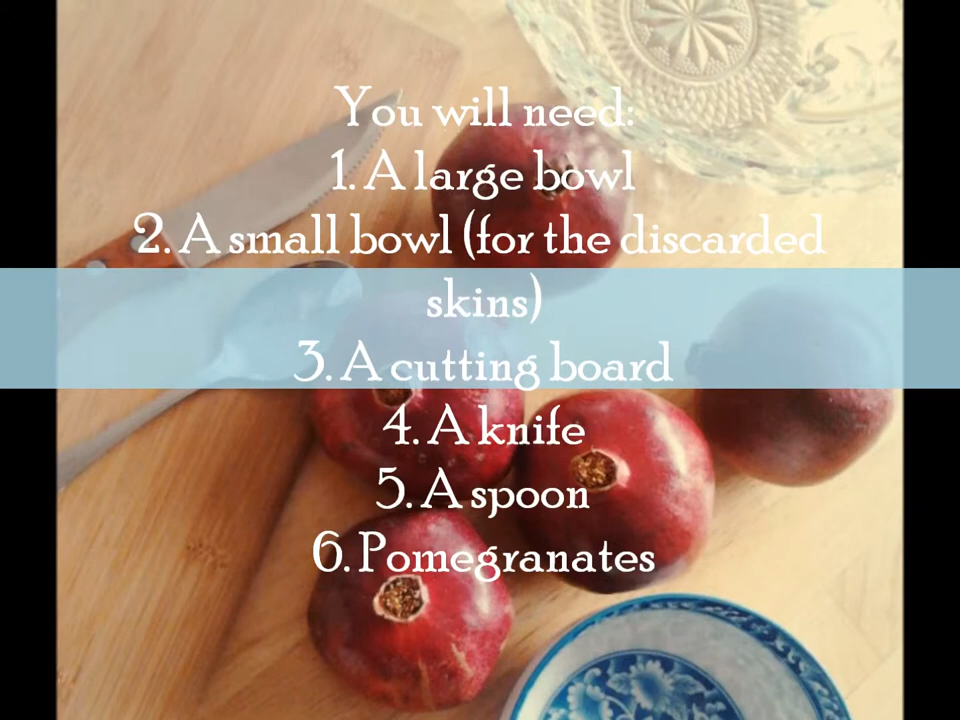 You will need:
1. A large bowl
2. A small bowl (for the discarded
skins)
3. A cutting board
4. A knife
5. A spoon
6. Pomegranates